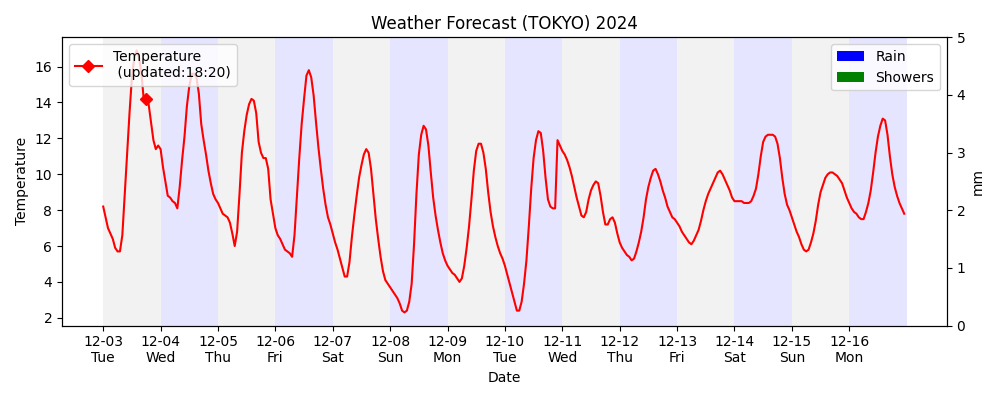 Weather Forecast (TOKYO) 2024
Temperature
(updated:18:20)
Rain
Showers
Temperature
16
14
12
10
8
6
4
2
5
4
3
2
1
0
mm
12-03 12-04 12-05 12-06 12-07 12-08 12-09 12-10 12-11 12-12 12-13 12-14 12-15 12-16
Tue Wed Thu Fri Sat Sun Mon Tue Wed Thu Fri Sat Sun Mon
Date